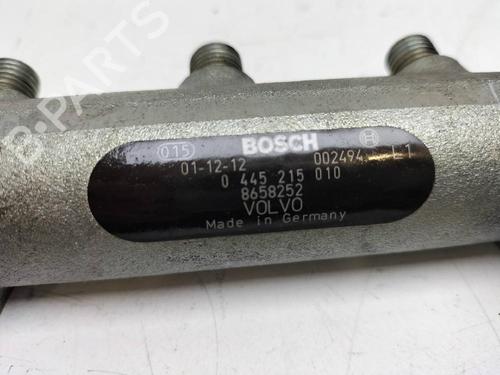 B-PARTS
015 BOSCH
01-12-12 002494
0 445 215 010
8658252
VOLVO
Made in Germany